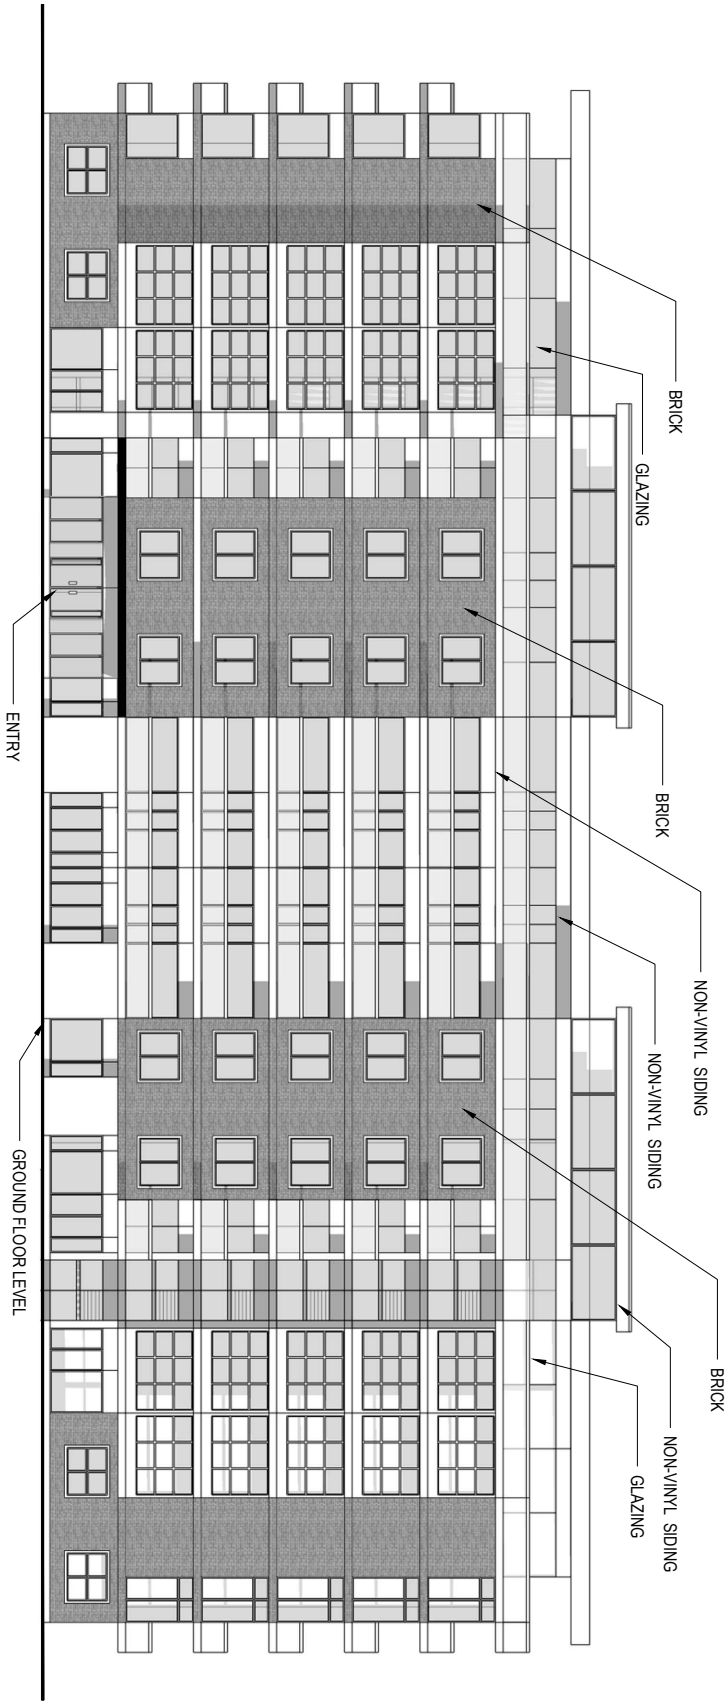 BRICK
GLAZING
BRICK
NON-VINYL SIDING
NON-VINYL SIDING
BRICK
NON-VINYL SIDING
GLAZING
ENTRY
GROUND FLOOR LEVEL